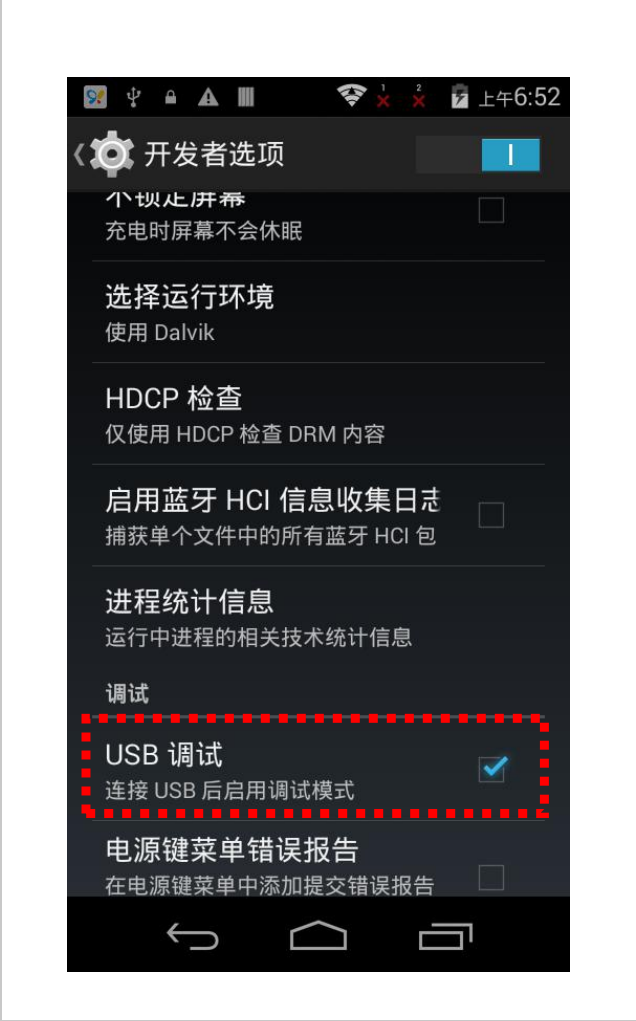 1 2 上午6:52
开发者选项
不锁定屏幕
充电时屏幕不会休眠
选择运行环境
使用 Dalvik
HDCP 检查
仅使用 HDCP 检查 DRM 内容
启用蓝牙 HCI 信息收集日志
捕获单个文件中的所有蓝牙 HCI 包
进程统计信息
运行中进程的相关技术统计信息
调试
USB 调试
连接 USB 后启用调试模式
电源键菜单错误报告
在电源键菜单中添加提交错误报告